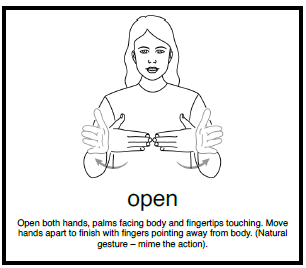 open
Open both hands, palms facing body and fingertips touching. Move
hands apart to finish with fingers pointing away from body. (Natural
gesture – mime the action).